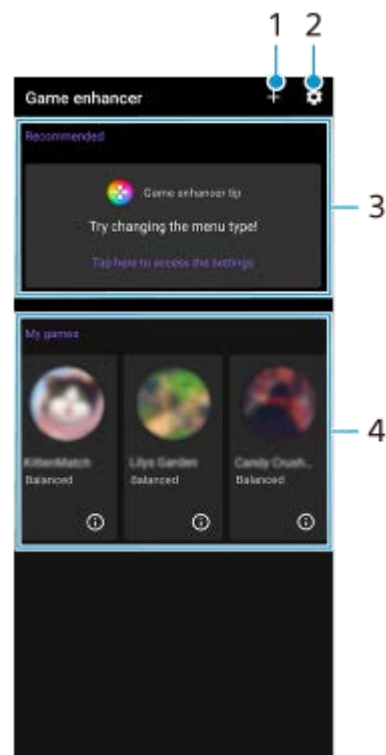 1 2
Game enhancer
Recommended
3
Game enhancer tip
Try changing the menu type!
Tap here to access the settings
My games
4
KittenMatch Lilys Garden Candy Crush...
Balanced Balanced Balanced